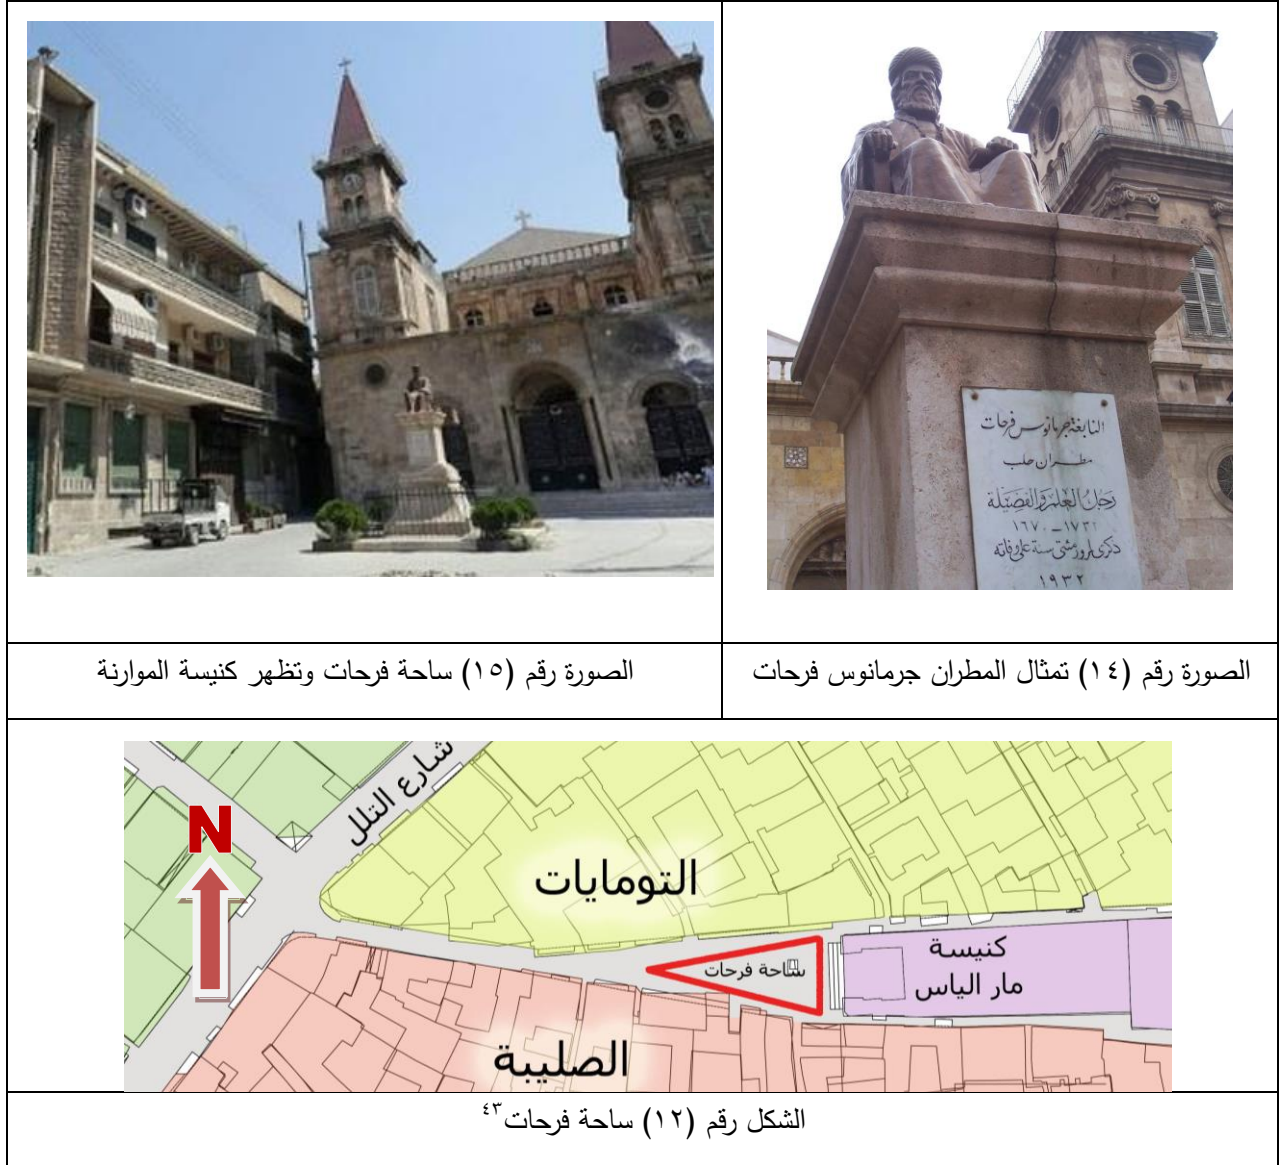 النابغة جرمانوس فرحات
مطران حلب
رجل العلم والفضيلة
١٦٧٠ - ١٧٣٢
ذكرى مرور مئتي سنة على وفاته
١٩٣٢
الصورة رقم (١٤) تمثال المطران جرمانوس فرحات
الصورة رقم (١٥) ساحة فرحات وتظهر كنيسة الموارنة
شارع التلل
N
التومايات
ساحة فرحات
كنيسة
مار الياس
الصليبة
الشكل رقم (١٢) ساحة فرحات٤٣